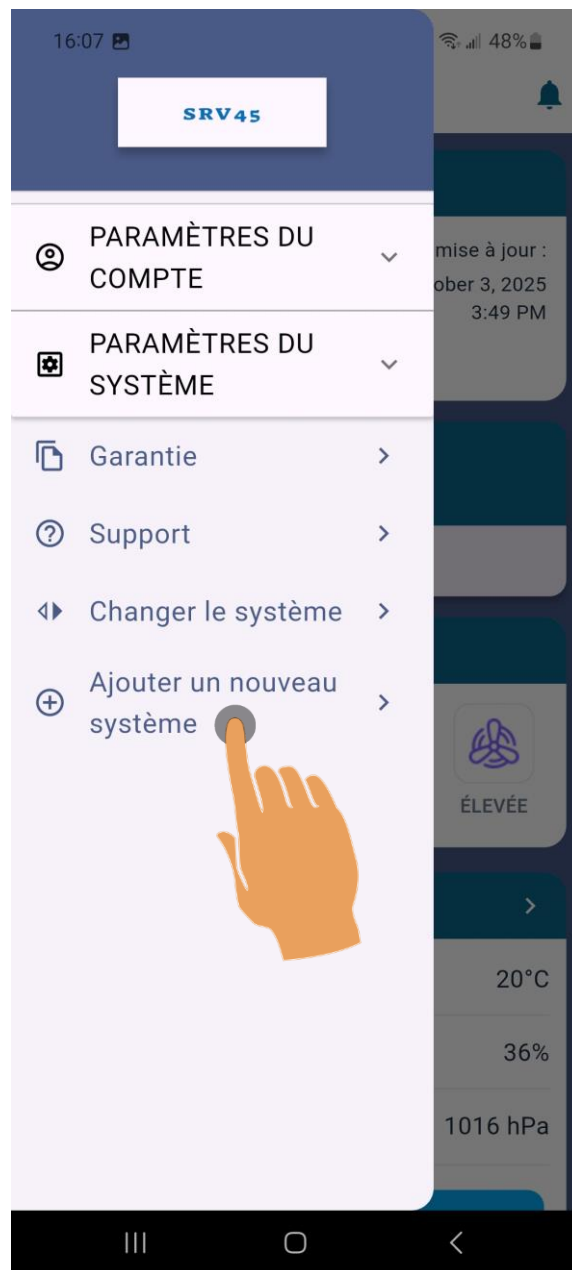 16:07
48%
SRV45
PARAMÈTRES DU
COMPTE
PARAMÈTRES DU
SYSTÈME
Garantie
Support
Changer le système
Ajouter un nouveau
système
mise à jour :
ober 3, 2025
3:49 PM
ÉLEVÉE
20°C
36%
1016 hPa